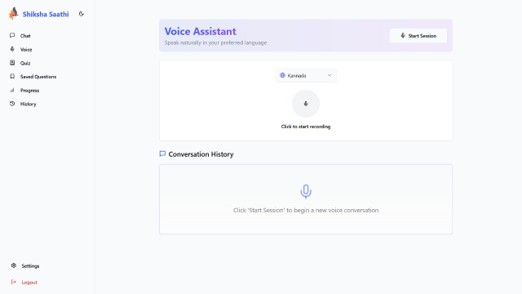 Shiksha Saathi
Chat
Voice
Quiz
Saved Questions
Progress
History
Settings
Logout
Voice Assistant
Speak naturally in your preferred language
Start Session
Kannada
Click to start recording
Conversation History
Click "Start Session" to begin a new voice conversation